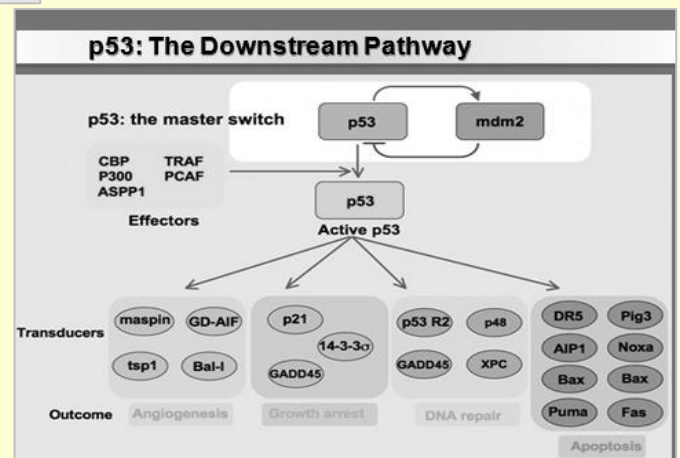 p53: The Downstream Pathway
p53: the master switch
p53
mdm2
CBP TRAF
P300 PCAF
ASPP1
Effectors
p53
Active p53
Transducers
maspin GD-AIF
tsp1 Bal-I
p21
14-3-3σ
GADD45
p53 R2 p48
GADD45 XPC
DR5 Pig3
AIP1 Noxa
Bax Bax
Puma Fas
Outcome
Angiogenesis
Growth arrest
DNA repair
Apoptosis